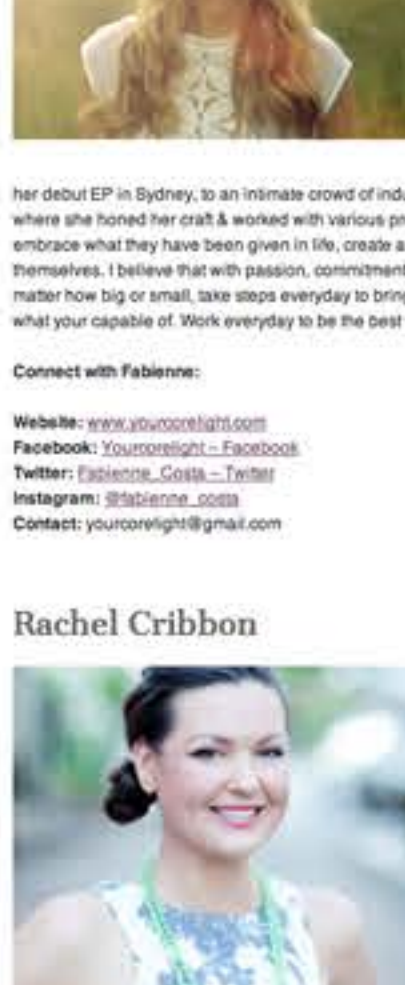 her debut EP in Sydney, to an intimate crowd of indu
where she honed her craft & worked with various pr
embrace what they have been given in life, create a
themselves. I believe that with passion, commitment
matter how big or small, take steps everyday to bring
what your capable of. Work everyday to be the best
Connect with Fabienne:
Website: www.yourcorelight.com
Facebook: Yourcorelight – Facebook
Twitter: Fabienne_Costa – Twitter
Instagram: @fabienne_costa
Contact: yourcorelight@gmail.com
Rachel Cribbon